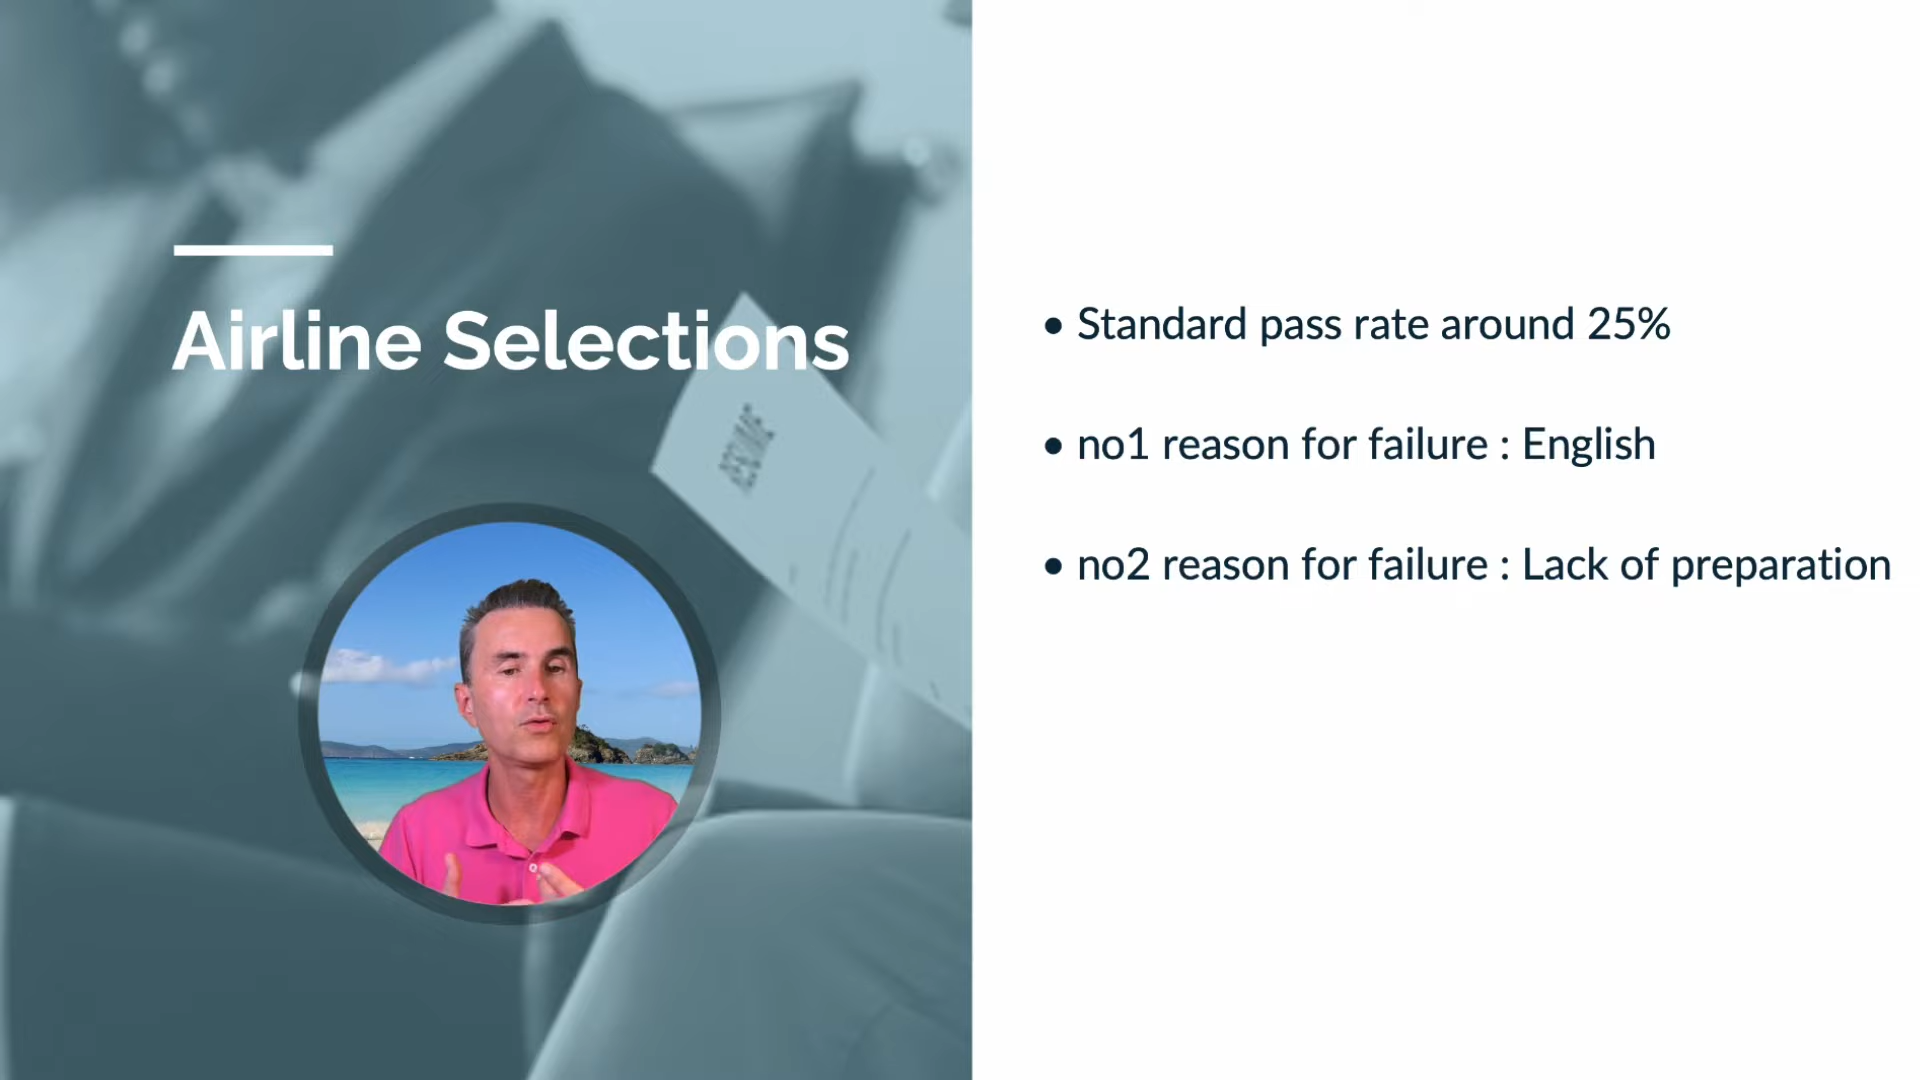 Airline Selections
RESUME
• Standard pass rate around 25%
• no1 reason for failure : English
• no2 reason for failure : Lack of preparation